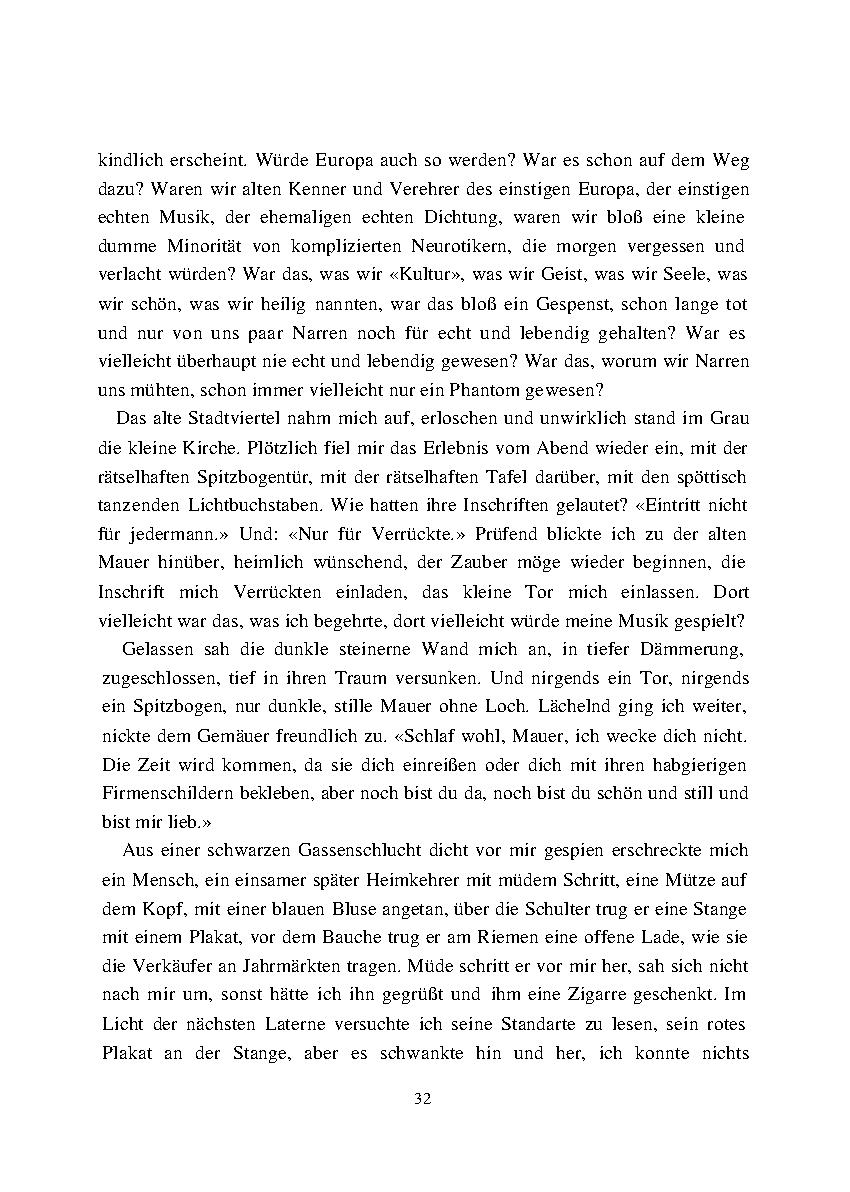 kindlich erscheint. Würde Europa auch so werden? War es schon auf dem Weg
dazu? Waren wir alten Kenner und Verehrer des einstigen Europa, der einstigen
echten Musik, der ehemaligen echten Dichtung, waren wir bloß eine kleine
dumme Minorität von komplizierten Neurotikern, die morgen vergessen und
verlacht würden? War das, was wir «Kultur», was wir Geist, was wir Seele, was
wir schön, was wir heilig nannten, war das bloß ein Gespenst, schon lange tot
und nur von uns paar Narren noch für echt und lebendig gehalten? War es
vielleicht überhaupt nie echt und lebendig gewesen? War das, worum wir Narren
uns mühten, schon immer vielleicht nur ein Phantom gewesen?
Das alte Stadtviertel nahm mich auf, erloschen und unwirklich stand im Grau
die kleine Kirche. Plötzlich fiel mir das Erlebnis vom Abend wieder ein, mit der
rätselhaften Spitzbogentür, mit der rätselhaften Tafel darüber, mit den spöttisch
tanzenden Lichtbuchstaben. Wie hatten ihre Inschriften gelautet? «Eintritt nicht
für jedermann.» Und: «Nur für Verrückte.» Prüfend blickte ich zu der alten
Mauer hinüber, heimlich wünschend, der Zauber möge wieder beginnen, die
Inschrift mich Verrückten einladen, das kleine Tor mich einlassen. Dort
vielleicht war das, was ich begehrte, dort vielleicht würde meine Musik gespielt?
Gelassen sah die dunkle steinerne Wand mich an, in tiefer Dämmerung,
zugeschlossen, tief in ihren Traum versunken. Und nirgends ein Tor, nirgends
ein Spitzbogen, nur dunkle, stille Mauer ohne Loch. Lächelnd ging ich weiter,
nickte dem Gemäuer freundlich zu. «Schlaf wohl, Mauer, ich wecke dich nicht.
Die Zeit wird kommen, da sie dich einreißen oder dich mit ihren habgierigen
Firmenschildern bekleben, aber noch bist du da, noch bist du schön und still und
bist mir lieb.»
Aus einer schwarzen Gassenschlucht dicht vor mir gespien erschreckte mich
ein Mensch, ein einsamer später Heimkehrer mit müdem Schritt, eine Mütze auf
dem Kopf, mit einer blauen Bluse angetan, über die Schulter trug er eine Stange
mit einem Plakat, vor dem Bauche trug er am Riemen eine offene Lade, wie sie
die Verkäufer an Jahrmärkten tragen. Müde schritt er vor mir her, sah sich nicht
nach mir um, sonst hätte ich ihn gegrüßt und ihm eine Zigarre geschenkt. Im
Licht der nächsten Laterne versuchte ich seine Standarte zu lesen, sein rotes
Plakat an der Stange, aber es schwankte hin und her, ich konnte nichts
32